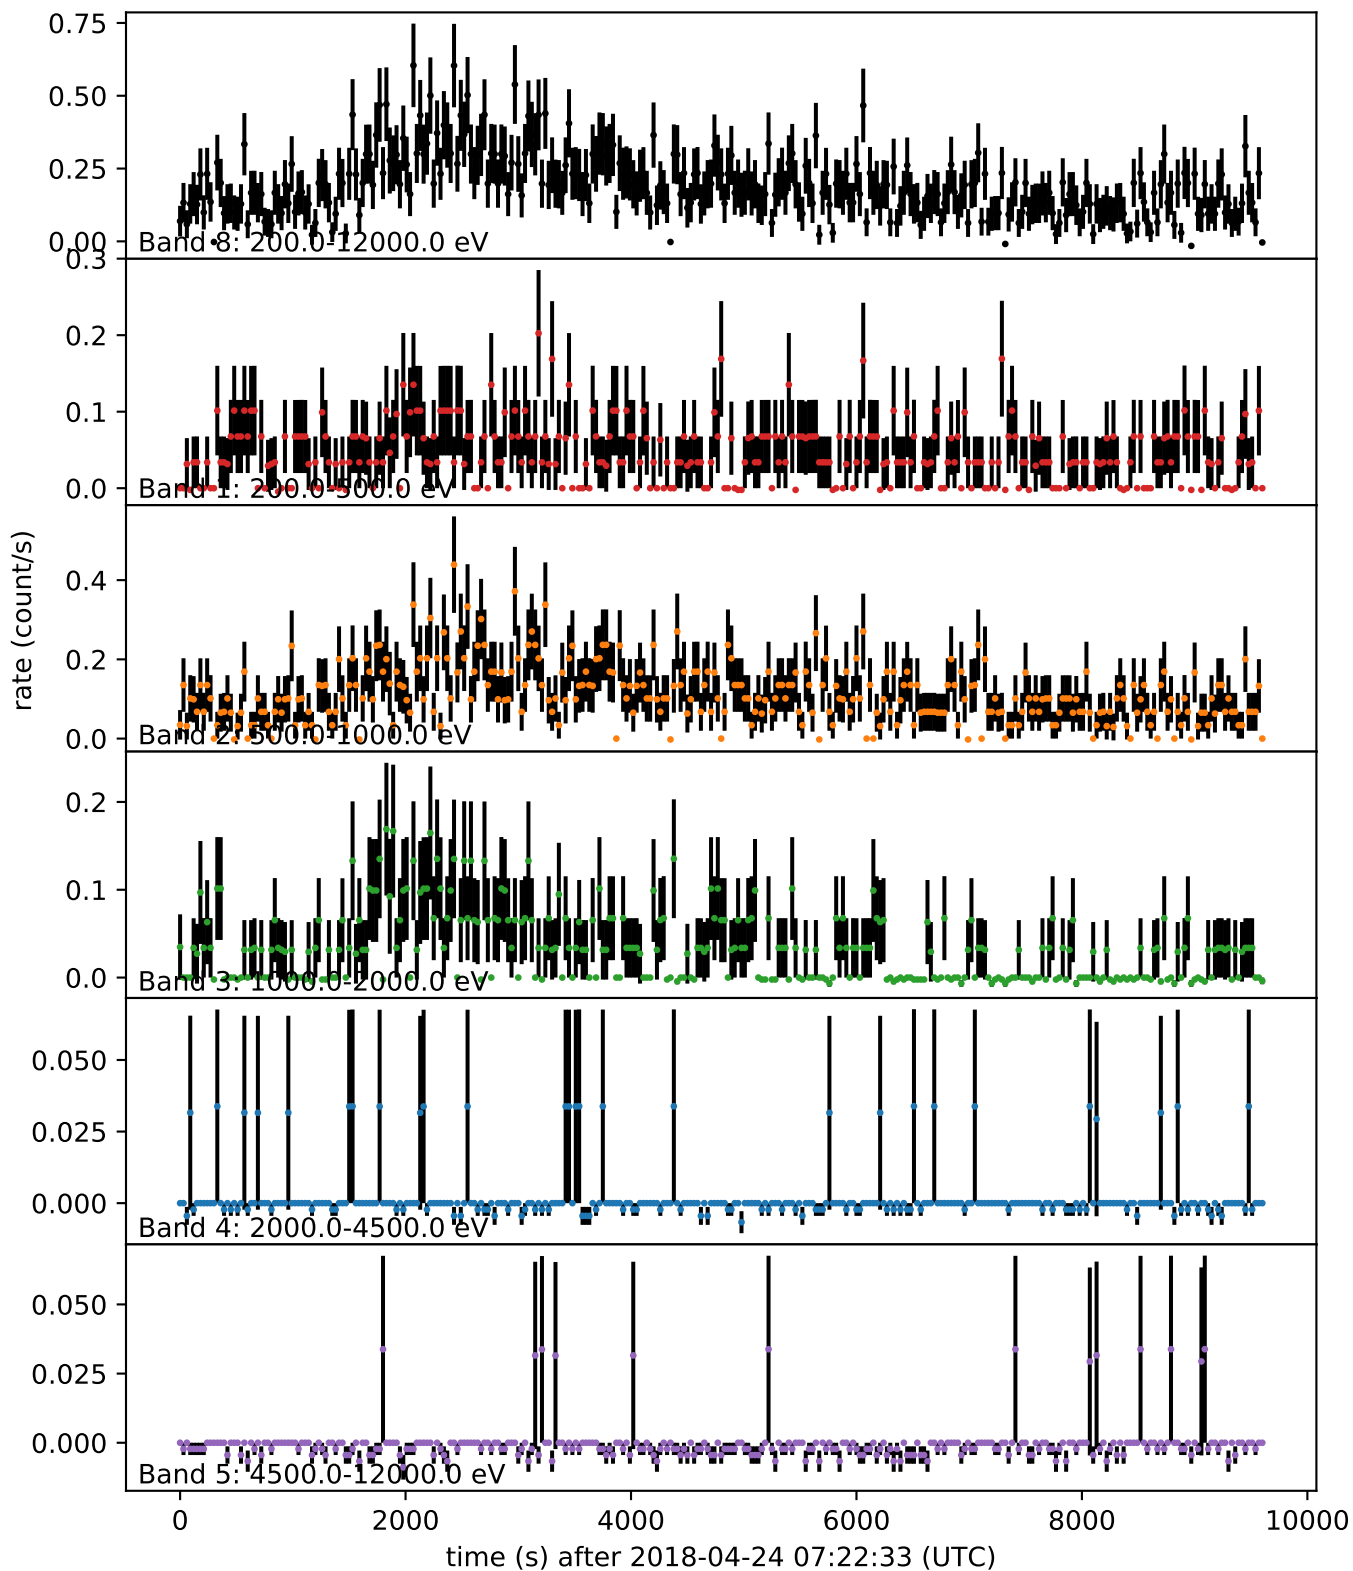 0.75
0.50
0.25
0.00
Band 8: 200.0-12000.0 eV
0.3
0.2
0.1
0.0
Band 1: 200.0-500.0 eV
0.4
0.2
0.0
Band 2: 500.0-1000.0 eV
0.2
0.1
0.0
Band 3: 1000.0-2000.0 eV
0.050
0.025
0.000
Band 4: 2000.0-4500.0 eV
0.050
0.025
0.000
Band 5: 4500.0-12000.0 eV
rate (count/s)
0 2000 4000 6000 8000 10000
time (s) after 2018-04-24 07:22:33 (UTC)